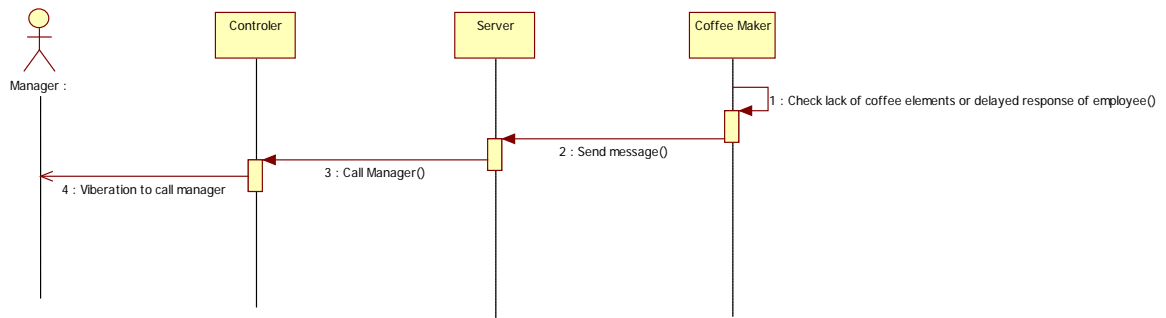 Controler
Server
Coffee Maker
Manager :
1 : Check lack of coffee elements or delayed response of employee()
2 : Send message()
3 : Call Manager()
4 : Viberation to call manager